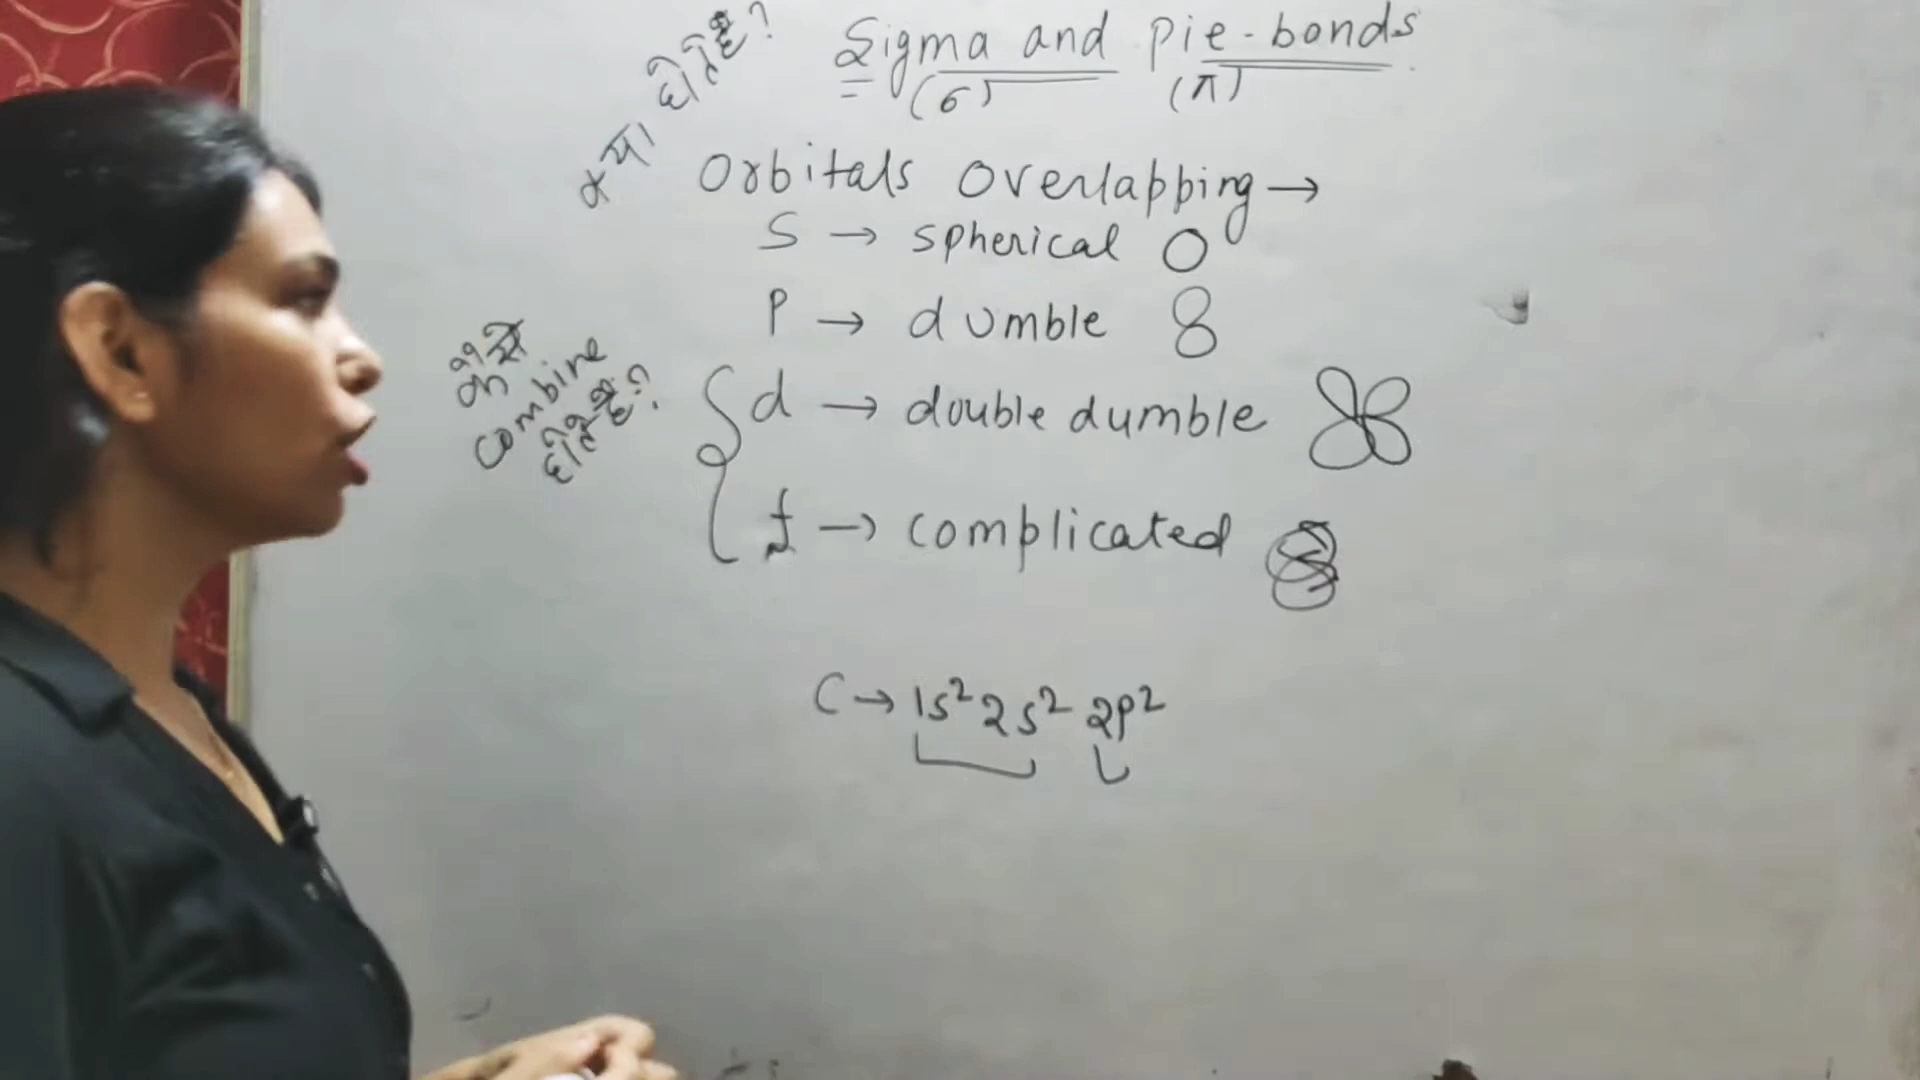 Sigma and pie-bonds
(σ) (π)
क्या होते है?
Orbitals Overlapping →
S → spherical
P → dumble
क्यों
combine
होते है?
d → double dumble
f → complicated
C → 1s² 2s² 2p²